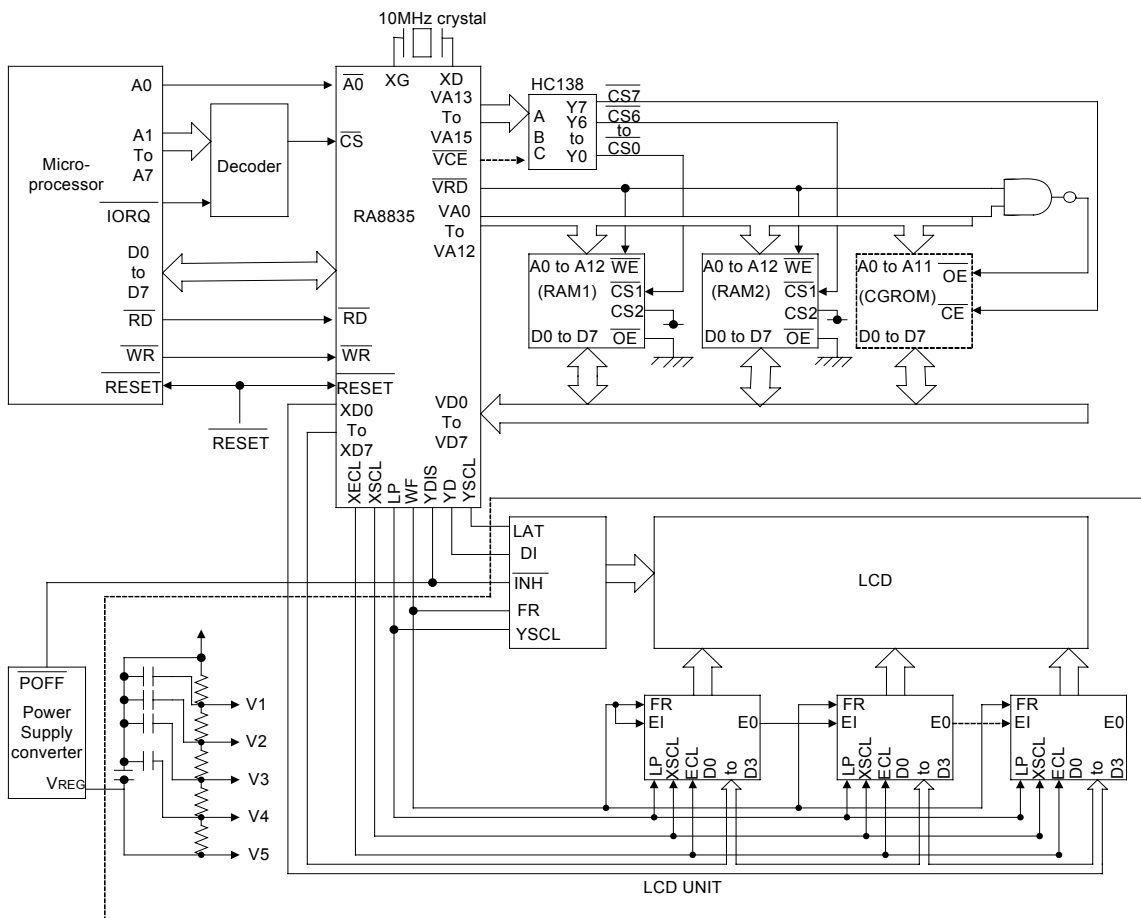 10MHz crystal
Micro-
processor
A0
A1
To
A7
IORQ
D0
to
D7
RD
WR
RESET
Decoder
RESET
A0
CS
RD
WR
RESET
XD0
To
XD7
XG
XD
RA8835
VA13
To
VA15
VCE
VRD
VA0
To
VA12
VD0
To
VD7
XECL
XSCL
LP
WF
YDIS
YD
YSCL
HC138
A
B
C
Y7
Y6
to
Y0
CS7
CS6
to
CS0
A0 to A12
(RAM1)
D0 to D7
WE
CS1
CS2
OE
A0 to A12
(RAM2)
D0 to D7
WE
CS1
CS2
OE
A0 to A11
(CGROM)
D0 to D7
OE
CE
LAT
DI
INH
FR
YSCL
LCD
POFF
Power
Supply
converter
VREG
V1
V2
V3
V4
V5
FR
EI
E0
LP
XSCL
ECL
D0
to
D3
FR
EI
E0
LP
XSCL
ECL
D0
to
D3
FR
EI
E0
LP
XSCL
ECL
D0
to
D3
LCD UNIT